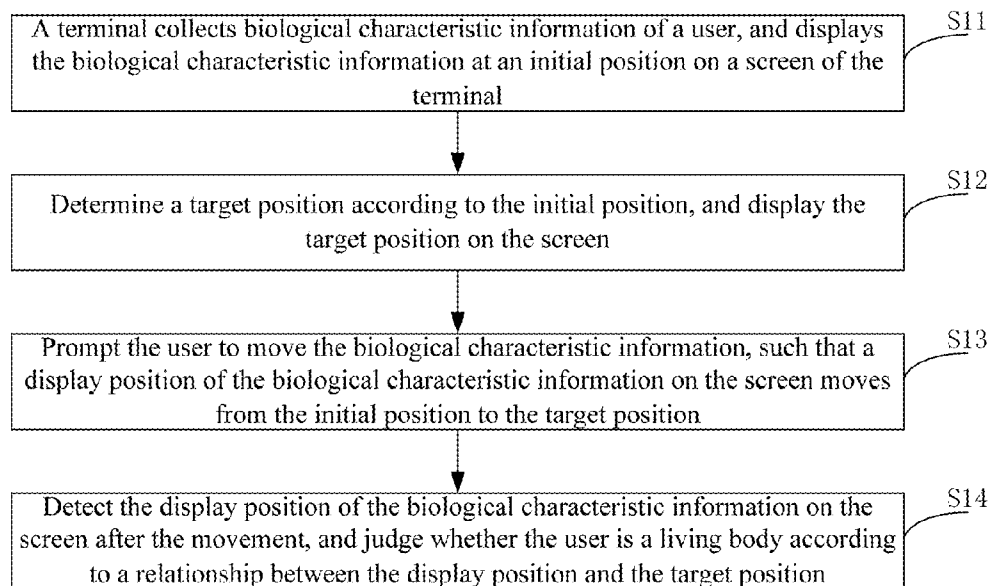 S11
A terminal collects biological characteristic information of a user, and displays
the biological characteristic information at an initial position on a screen of the
terminal
S12
Determine a target position according to the initial position, and display the
target position on the screen
S13
Prompt the user to move the biological characteristic information, such that a
display position of the biological characteristic information on the screen moves
from the initial position to the target position
S14
Detect the display position of the biological characteristic information on the
screen after the movement, and judge whether the user is a living body according
to a relationship between the display position and the target position